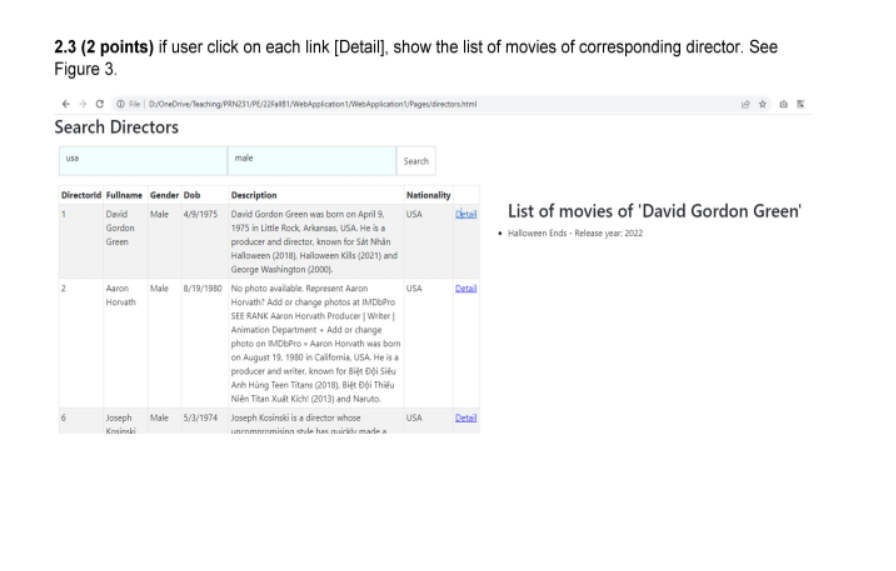 2.3 (2 points) if user click on each link [Detail], show the list of movies of corresponding director. See
Figure 3.
File | D:/OneDrive/Teaching/PRN231/PE/22FallB1/WebApplication1/WebApplication1/Pages/directors.html
Search Directors
usa male Search
DirectorId Fullname Gender Dob Description Nationality
1 David Gordon Green Male 4/9/1975 David Gordon Green was born on April 9,
1975 in Little Rock, Arkansas, USA. He is a
producer and director, known for Sát Nhân
Halloween (2018), Halloween Kills (2021) and
George Washington (2000).
USA Detail
2 Aaron Horvath Male 8/19/1980 No photo available. Represent Aaron
Horvath? Add or change photos at IMDbPro
SEE RANK Aaron Horvath Producer | Writer |
Animation Department + Add or change
photo on IMDbPro » Aaron Horvath was born
on August 19, 1980 in California, USA. He is a
producer and writer, known for Biệt Đội Siêu
Anh Hùng Teen Titans (2018), Biệt Đội Thiếu
Niên Titan Xuất Kích! (2013) and Naruto.
USA Detail
6 Joseph Kosinski Male 5/3/1974 Joseph Kosinski is a director whose
uncompromising style has quickly made a
USA Detail
List of movies of 'David Gordon Green'
• Halloween Ends - Release year: 2022